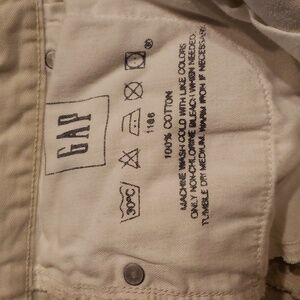 GAP
30°C
1186
100% COTTON
MACHINE WASH COLD WITH LIKE COLORS.
ONLY NON-CHLORINE BLEACH WHEN NEEDED.
TUMBLE DRY MEDIUM. WARM IRON IF NECESSARY.